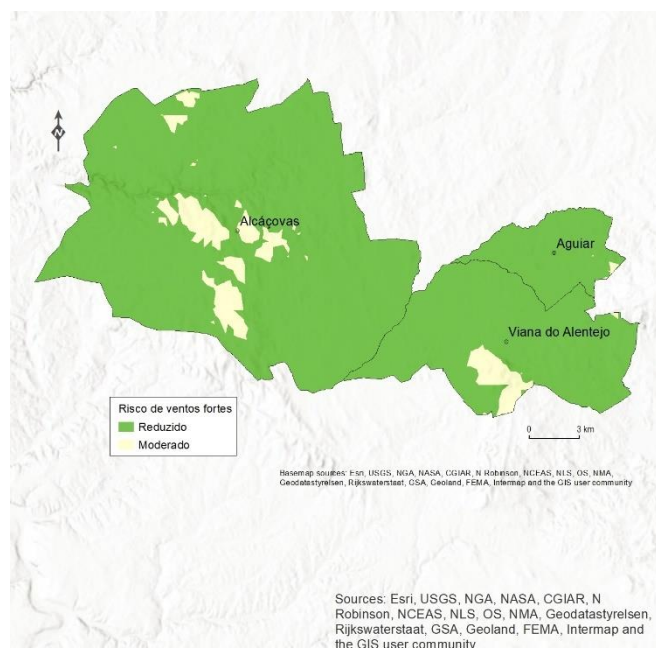 N
Alcáçovas
Aguiar
Viana do Alentejo
Risco de ventos fortes
Reduzido
Moderado
0 3 km
Basemap sources: Esri, USGS, NGA, NASA, CGIAR, N Robinson, NCEAS, NLS, OS, NMA,
Geodatastyrelsen, Rijkswaterstaat, GSA, Geoland, FEMA, Intermap and the GIS user community
Sources: Esri, USGS, NGA, NASA, CGIAR, N
Robinson, NCEAS, NLS, OS, NMA, Geodatastyrelsen,
Rijkswaterstaat, GSA, Geoland, FEMA, Intermap and
the GIS user community